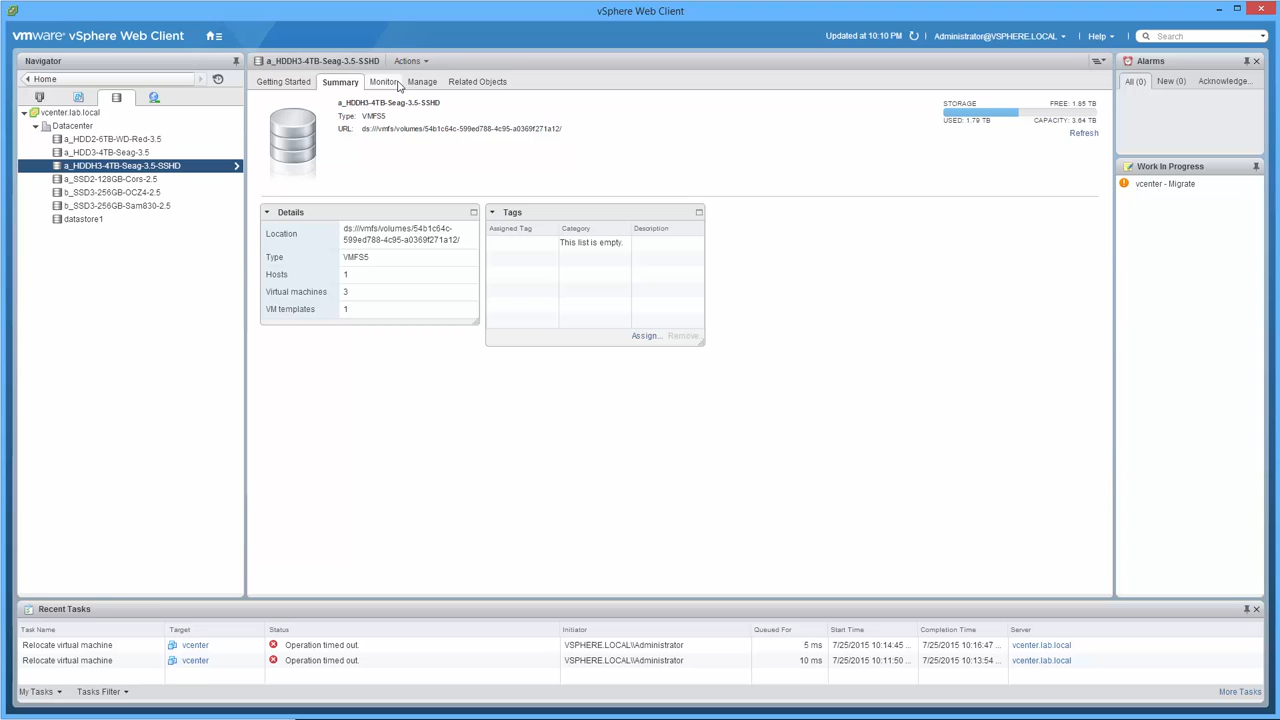 vSphere Web Client
vmware® vSphere Web Client
Updated at 10:10 PM
Administrator@VSPHERE.LOCAL
Help
Search
Navigator
Home
vcenter.lab.local
Datacenter
a_HDD2-6TB-WD-Red-3.5
a_HDD3-4TB-Seag-3.5
a_HDDH3-4TB-Seag-3.5-SSHD
a_SSD2-128GB-Cors-2.5
b_SSD3-256GB-OCZ4-2.5
b_SSD3-256GB-Sam830-2.5
datastore1
a_HDDH3-4TB-Seag-3.5-SSHD
Actions
Getting Started
Summary
Monitor
Manage
Related Objects
a_HDDH3-4TB-Seag-3.5-SSHD
Type: VMFS5
URL: ds:///vmfs/volumes/54b1c64c-599ed788-4c95-a0369f271a12/
STORAGE
FREE: 1.85 TB
USED: 1.79 TB
CAPACITY: 3.64 TB
Refresh
Details
Location
ds:///vmfs/volumes/54b1c64c-
599ed788-4c95-a0369f271a12/
Type
VMFS5
Hosts
1
Virtual machines
3
VM templates
1
Tags
Assigned Tag
Category
Description
This list is empty.
Assign...
Remove...
Alarms
All (0)
New (0)
Acknowledge...
Work In Progress
vcenter - Migrate
Recent Tasks
Task Name
Target
Status
Initiator
Queued For
Start Time
Completion Time
Server
Relocate virtual machine
vcenter
Operation timed out.
VSPHERE.LOCAL\Administrator
5 ms
7/25/2015 10:14:45 ...
7/25/2015 10:16:47 ...
vcenter.lab.local
Relocate virtual machine
vcenter
Operation timed out.
VSPHERE.LOCAL\Administrator
10 ms
7/25/2015 10:11:50 ...
7/25/2015 10:13:54 ...
vcenter.lab.local
My Tasks
Tasks Filter
More Tasks